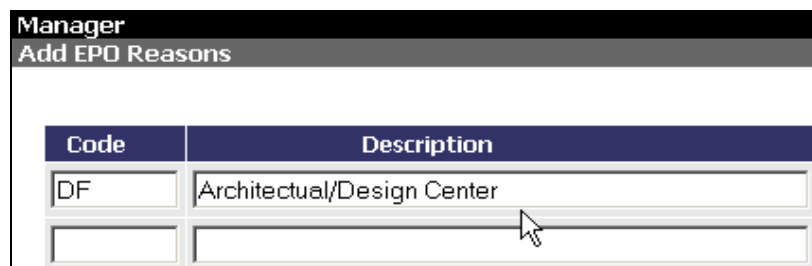 Manager
Add EPO Reasons
Code Description
DF Architectual/Design Center